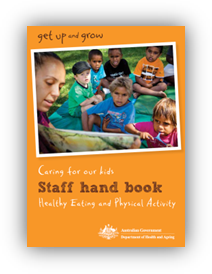 get up and grow
Caring for our kids
Staff hand book
Healthy Eating and Physical Activity
Australian Government
Department of Health and Ageing